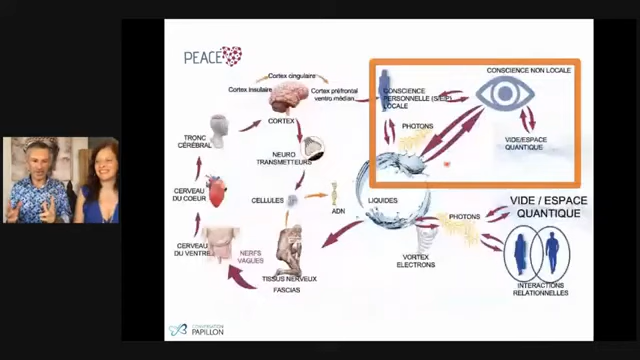 PEACE
Cortex cingulaire
Cortex insulaire
Cortex préfrontal
ventro médian
CORTEX
TRONC
CÉRÉBRAL
NEURO
TRANSMETTEURS
CERVEAU
DU COEUR
CELLULES
ADN
CERVEAU
DU VENTRE
NERFS
VAGUES
TISSUS NERVEUX
FASCIAS
CONSCIENCE
PERSONNELLE
LOCALE
PHOTONS
CONSCIENCE NON LOCALE
VIDE/ESPACE
QUANTIQUE
LIQUIDES
PHOTONS
VORTEX
ELECTRONS
VIDE / ESPACE
QUANTIQUE
INTERACTIONS
RELATIONNELLES
PAPILLON